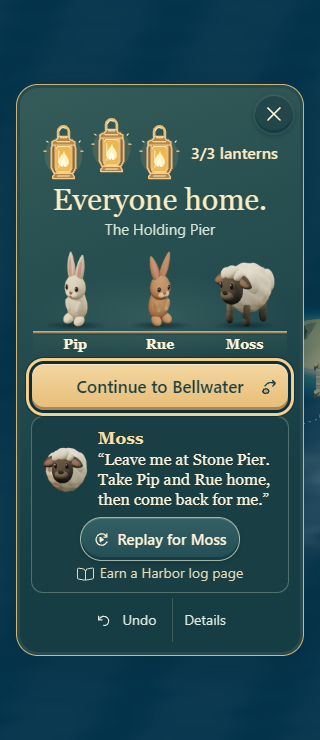 3/3 lanterns
Everyone home.
The Holding Pier
Pip Rue Moss
Continue to Bellwater
Moss
“Leave me at Stone Pier.
Take Pip and Rue home,
then come back for me.”
Replay for Moss
Earn a Harbor log page
Undo Details